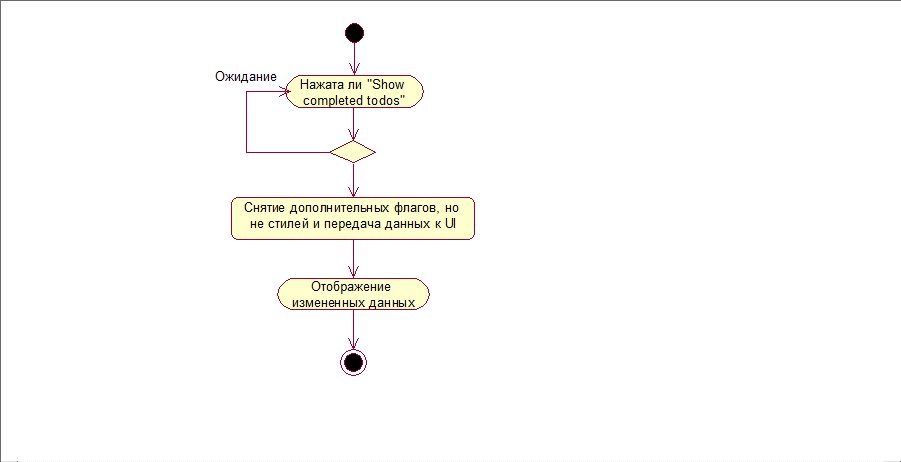 Ожидание
Нажата ли "Show
completed todos"
Снятие дополнительных флагов, но
не стилей и передача данных к UI
Отображение
измененных данных